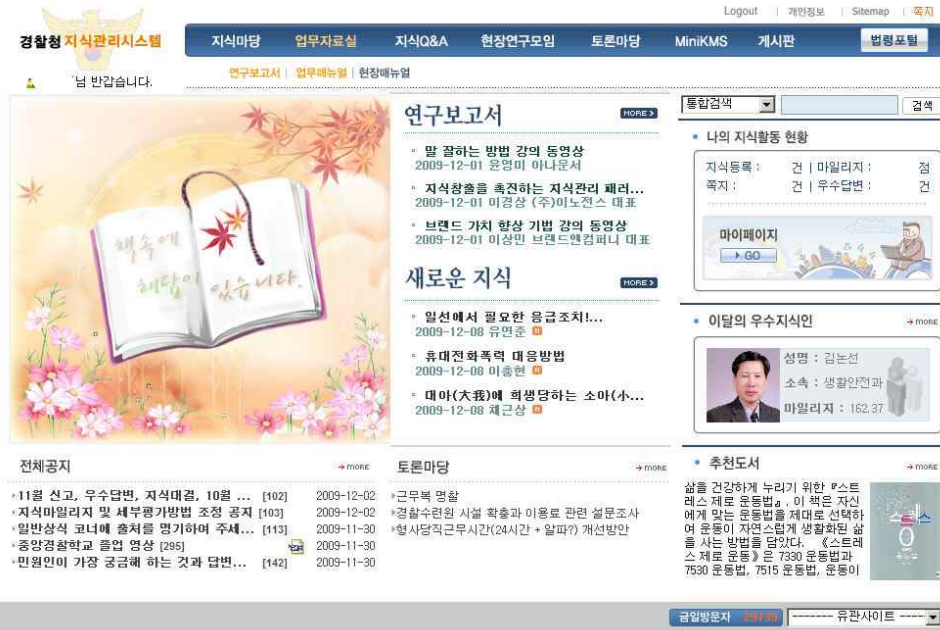 Logout | 개인정보 | Sitemap | 쪽지
경찰청 지식관리시스템
지식마당 업무자료실 지식Q&A 현장연구모임 토론마당 MiniKMS 게시판 법령포털
연구보고서 | 업무매뉴얼 | 현장매뉴얼
님 반갑습니다.
책속에
해답이 있습니다.
연구보고서 MORE
말 잘하는 방법 강의 동영상
2009-12-01 윤영미 아나운서
지식창출을 촉진하는 지식관리 패러...
2009-12-01 이경상 (주)이노전스 대표
브랜드 가치 향상 기법 강의 동영상
2009-12-01 이상민 브랜드앤컴퍼니 대표
새로운 지식 MORE
일선에서 필요한 응급조치!...
2009-12-08 유연준
휴대전화폭력 대응방법
2009-12-08 이홍현
대아(大我)에 희생당하는 소아(小...
2009-12-08 채근상
통합검색 검색
나의 지식활동 현황
지식등록 : 건 | 마일리지 : 점
쪽지 : 건 | 우수답변 : 건
마이페이지
GO
이달의 우수지식인 MORE
성명 : 김논선
소속 : 생활안전과
마일리지 : 162.37
전체공지 MORE
11월 신고, 우수답변, 지식대결, 10월 ... [102] 2009-12-02
지식마일리지 및 세부평가방법 조정 공지 [103] 2009-12-02
일반상식 코너에 출처를 명기하여 주세... [113] 2009-11-30
중앙경찰학교 졸업 영상 [295] 2009-11-30
민원인이 가장 궁금해 하는 것과 답변... [142] 2009-11-30
토론마당 MORE
근무복 명찰
경찰수련원 시설 확충과 이용료 관련 설문조사
형사당직근무시간(24시간 + 알파?) 개선방안
추천도서 MORE
삶을 건강하게 누리기 위한 『스트
레스 제로 운동법』. 이 책은 자신
에게 맞는 운동법을 제대로 선택하
여 운동이 자연스럽게 생활화된 삶
을 사는 방법을 담았다. 《스트레
스 제로 운동》은 7330 운동법과
7530 운동법, 7515 운동법, 운동이
스트레스
0
금일방문자 ------- 유관사이트 -------